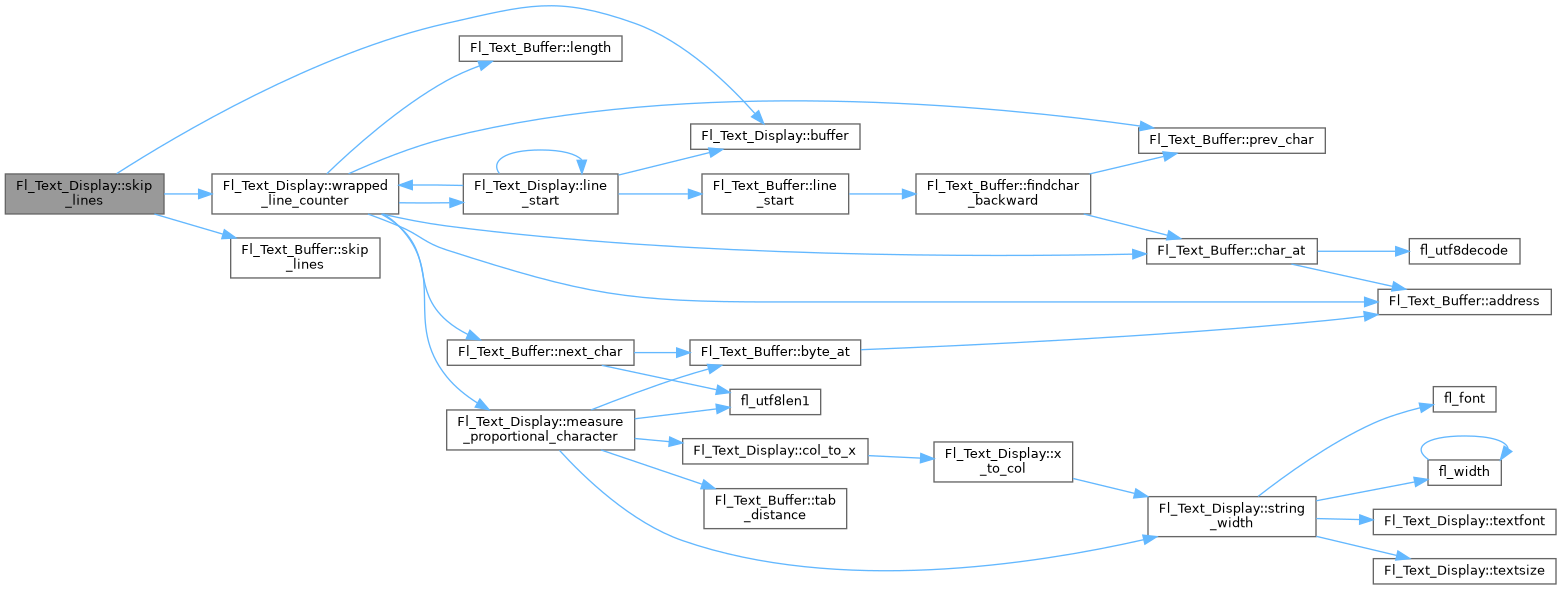 Fl_Text_Display::skip
_lines
Fl_Text_Display::wrapped
_line_counter
Fl_Text_Buffer::skip
_lines
Fl_Text_Buffer::length
Fl_Text_Display::line
_start
Fl_Text_Buffer::next_char
Fl_Text_Display::measure
_proportional_character
Fl_Text_Display::buffer
Fl_Text_Buffer::line
_start
Fl_Text_Buffer::byte_at
fl_utf8len1
Fl_Text_Display::col_to_x
Fl_Text_Buffer::tab
_distance
Fl_Text_Buffer::findchar
_backward
Fl_Text_Display::x
_to_col
Fl_Text_Buffer::prev_char
Fl_Text_Buffer::char_at
Fl_Text_Display::string
_width
fl_utf8decode
Fl_Text_Buffer::address
fl_font
fl_width
Fl_Text_Display::textfont
Fl_Text_Display::textsize